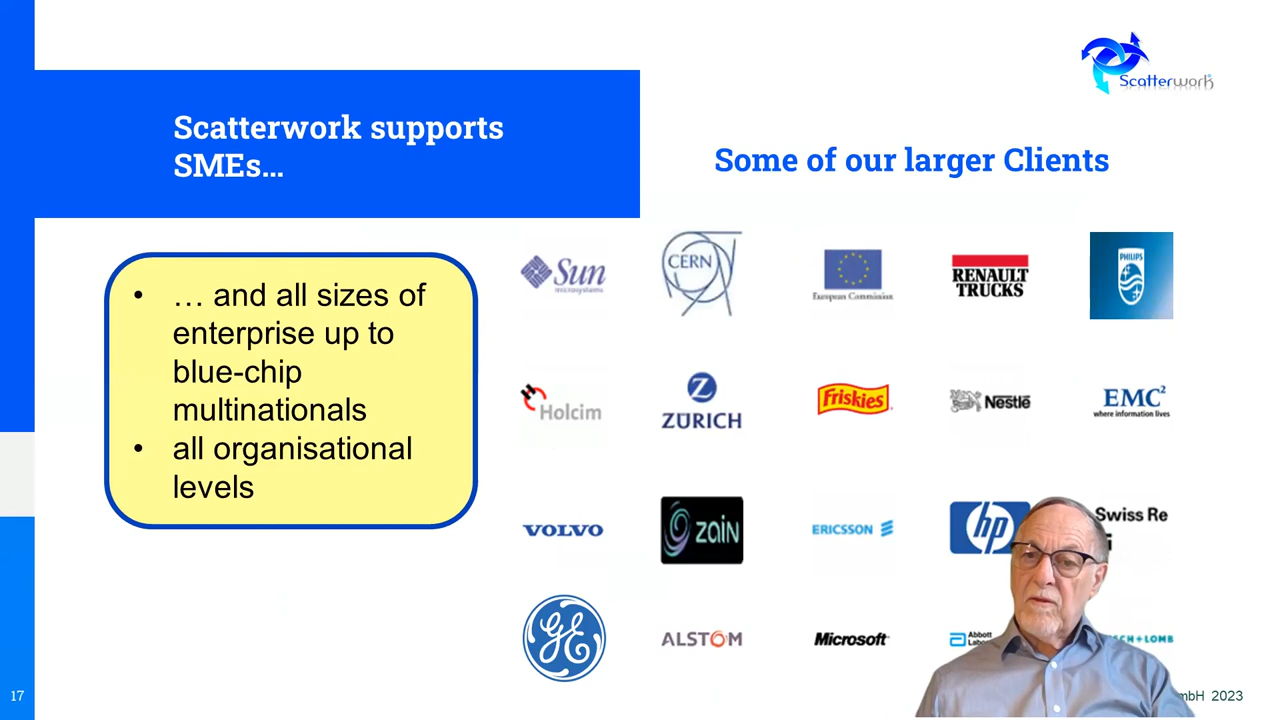 Scatterwork
Scatterwork supports
SMEs...
Some of our larger Clients
• … and all sizes of
enterprise up to
blue-chip
multinationals
• all organisational
levels
Sun
microsystems
CERN
European Commission
RENAULT
TRUCKS
PHILIPS
Holcim
Z
ZURICH
Friskies
Nestlé
EMC²
where information lives
VOLVO
zain
ERICSSON
hp
Swiss Re
GE
ALSTOM
Microsoft
Abbott
+LOMB
17
2023